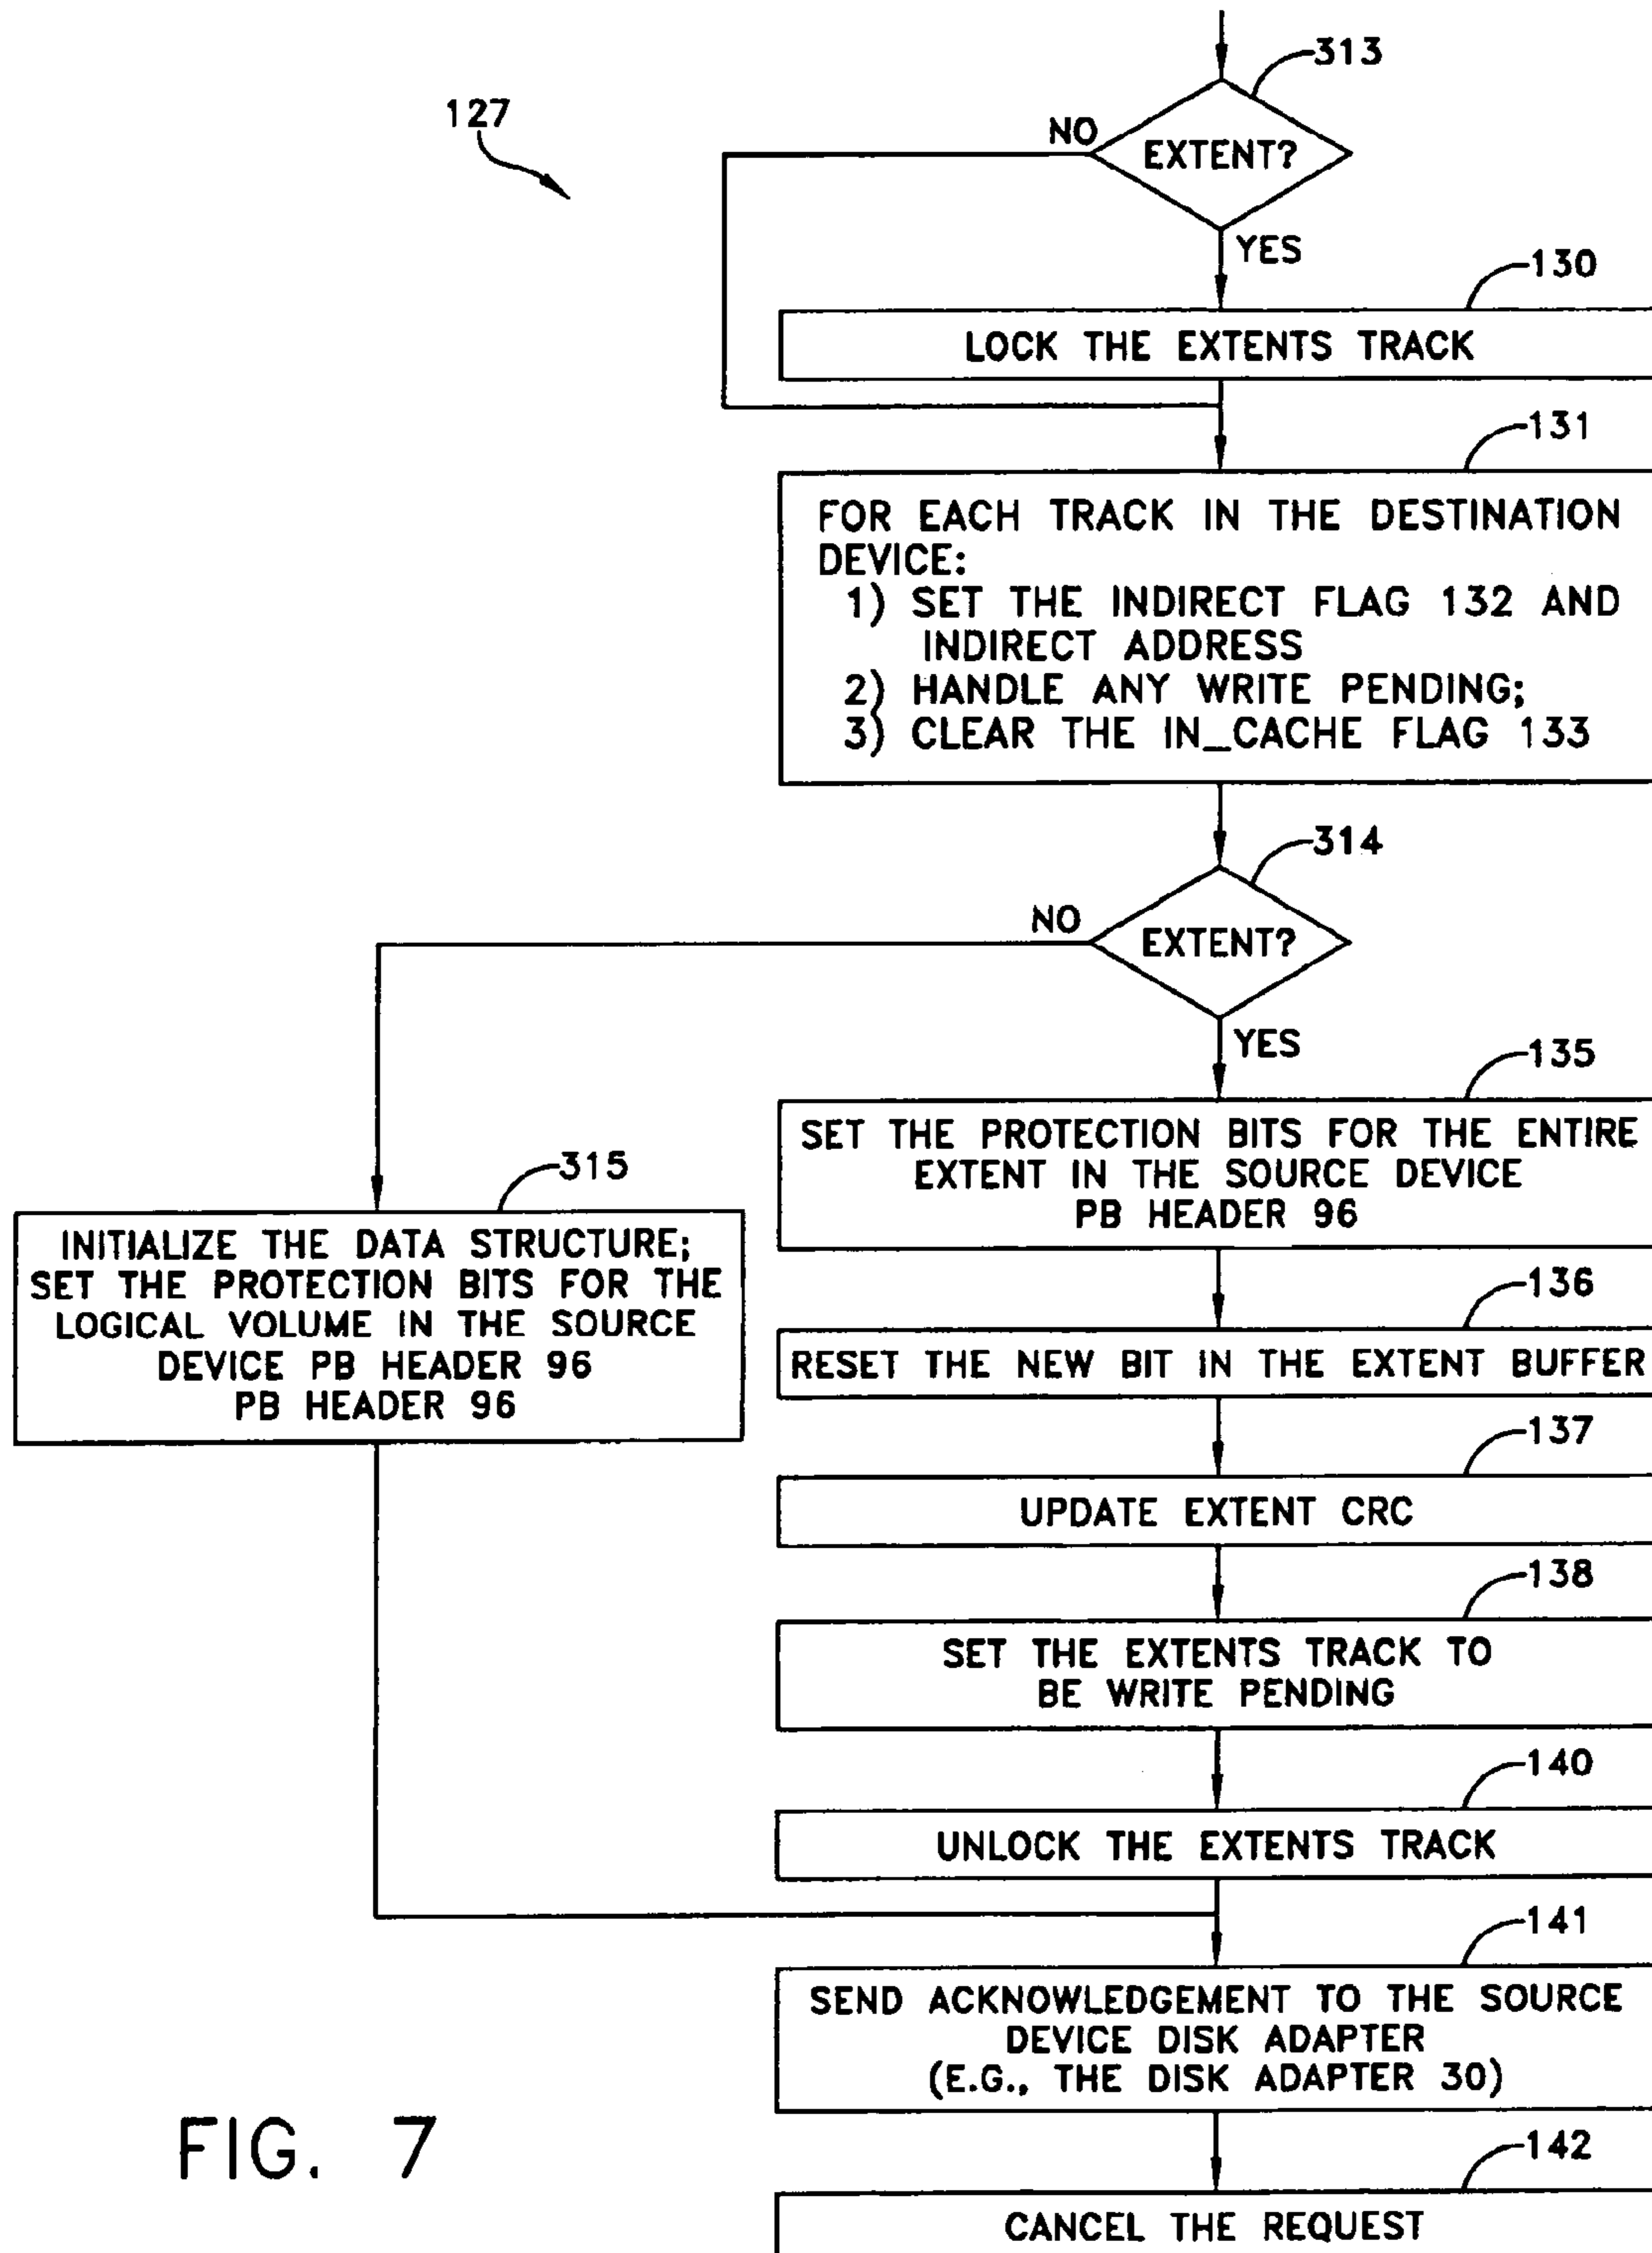 313
127
NO
EXTENT?
YES
130
LOCK THE EXTENTS TRACK
131
FOR EACH TRACK IN THE DESTINATION
DEVICE:
1) SET THE INDIRECT FLAG 132 AND
INDIRECT ADDRESS
2) HANDLE ANY WRITE PENDING;
3) CLEAR THE IN_CACHE FLAG 133
314
NO
EXTENT?
YES
135
SET THE PROTECTION BITS FOR THE ENTIRE
EXTENT IN THE SOURCE DEVICE
PB HEADER 96
315
INITIALIZE THE DATA STRUCTURE;
SET THE PROTECTION BITS FOR THE
LOGICAL VOLUME IN THE SOURCE
DEVICE PB HEADER 96
PB HEADER 96
136
RESET THE NEW BIT IN THE EXTENT BUFFER
137
UPDATE EXTENT CRC
138
SET THE EXTENTS TRACK TO
BE WRITE PENDING
140
UNLOCK THE EXTENTS TRACK
141
SEND ACKNOWLEDGEMENT TO THE SOURCE
DEVICE DISK ADAPTER
(E.G., THE DISK ADAPTER 30)
142
CANCEL THE REQUEST
FIG. 7